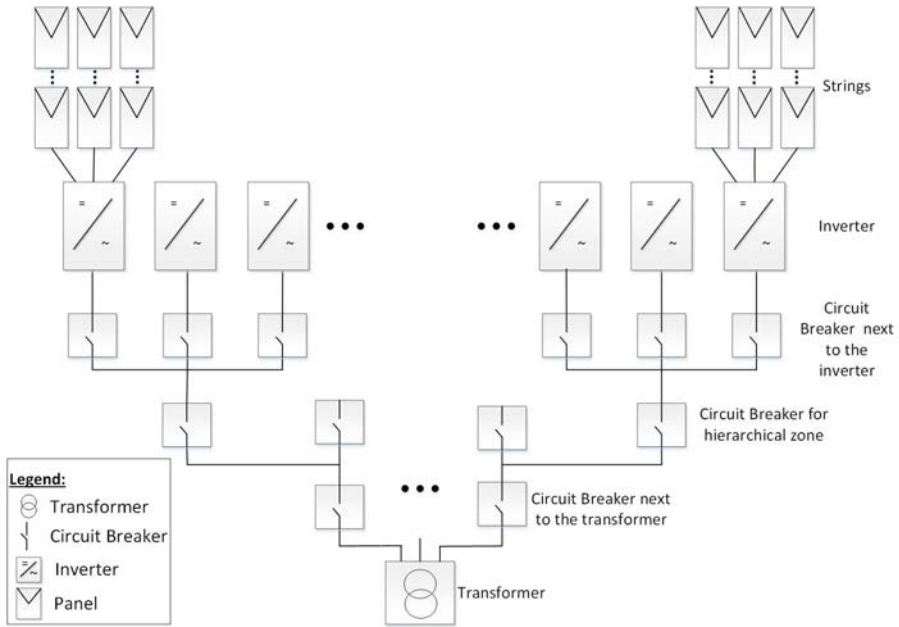 Strings
Inverter
Circuit
Breaker next
to the
inverter
Circuit Breaker for
hierarchical zone
Circuit Breaker next
to the transformer
Transformer
Legend:
Transformer
Circuit Breaker
Inverter
Panel